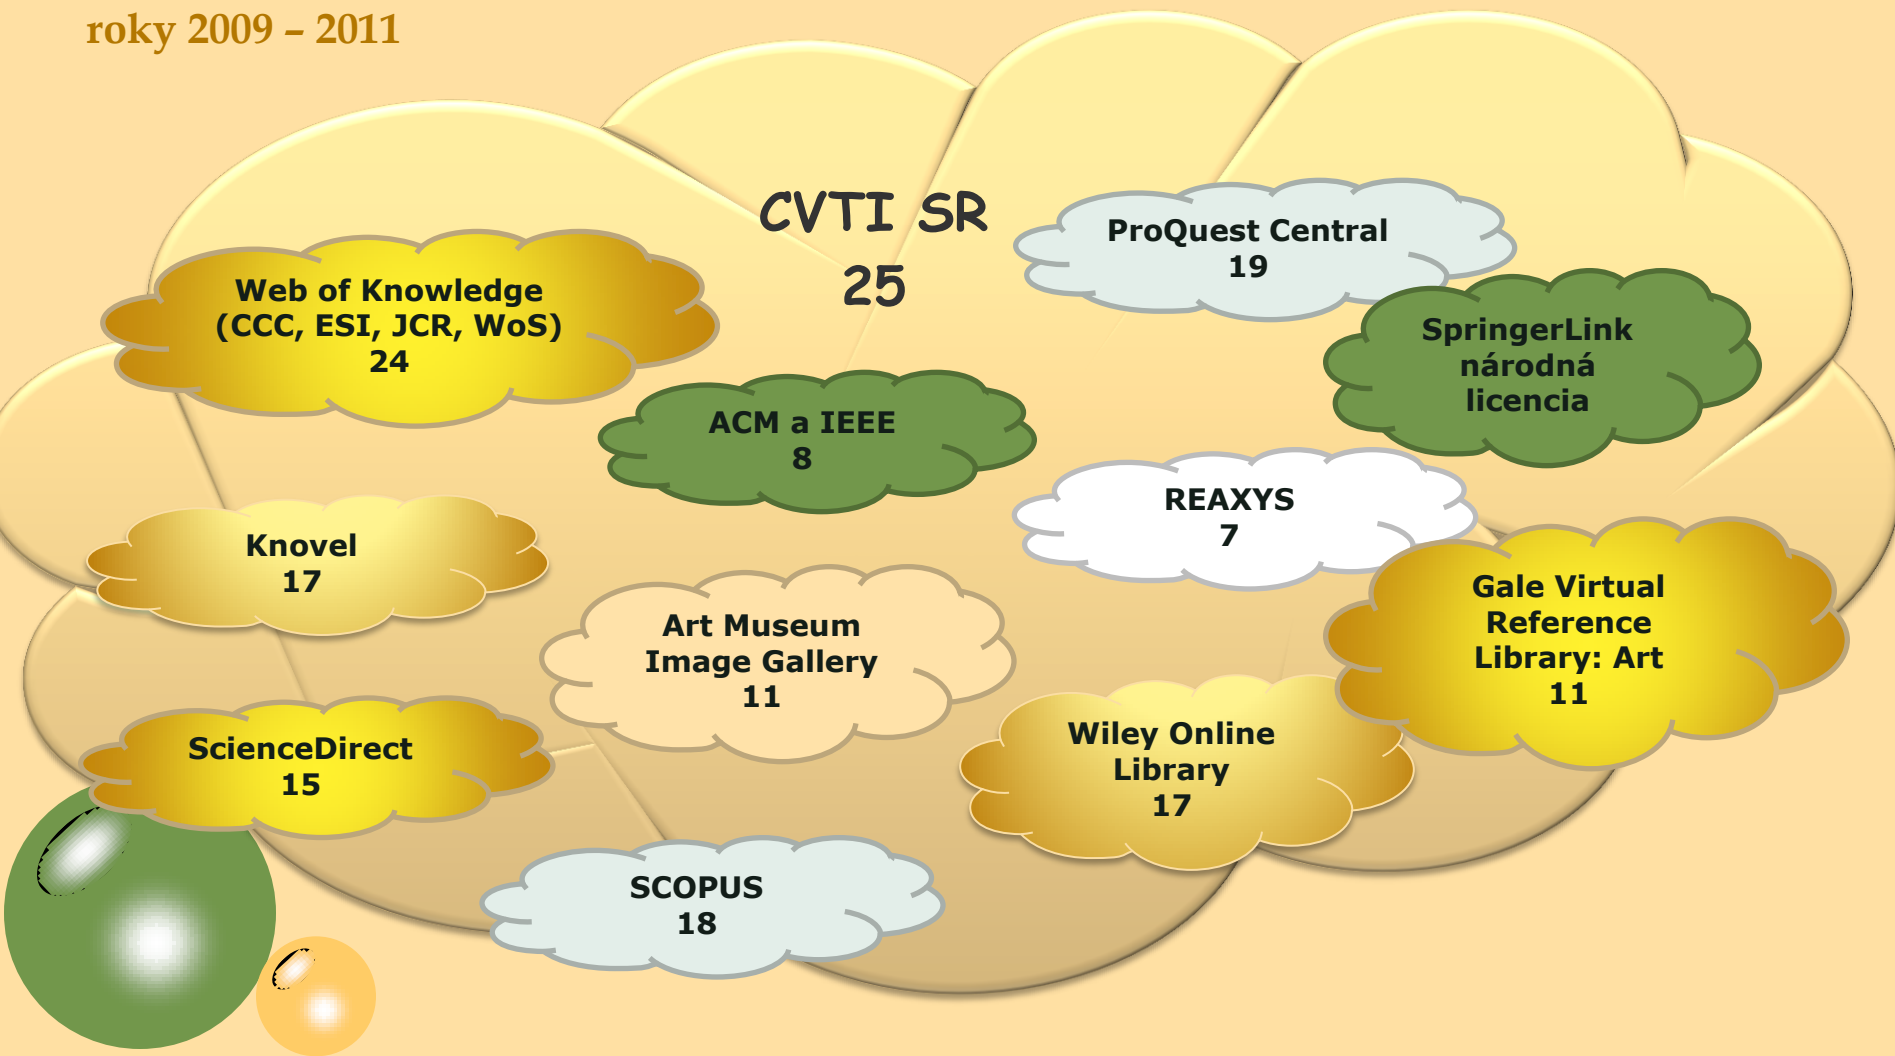 roky 2009 – 2011
CVTI SR
25
Web of Knowledge
(CCC, ESI, JCR, WoS)
24
ProQuest Central
19
SpringerLink
národná
licencia
ACM a IEEE
8
REAXYS
7
Knovel
17
Art Museum
Image Gallery
11
Gale Virtual
Reference
Library: Art
11
ScienceDirect
15
Wiley Online
Library
17
SCOPUS
18